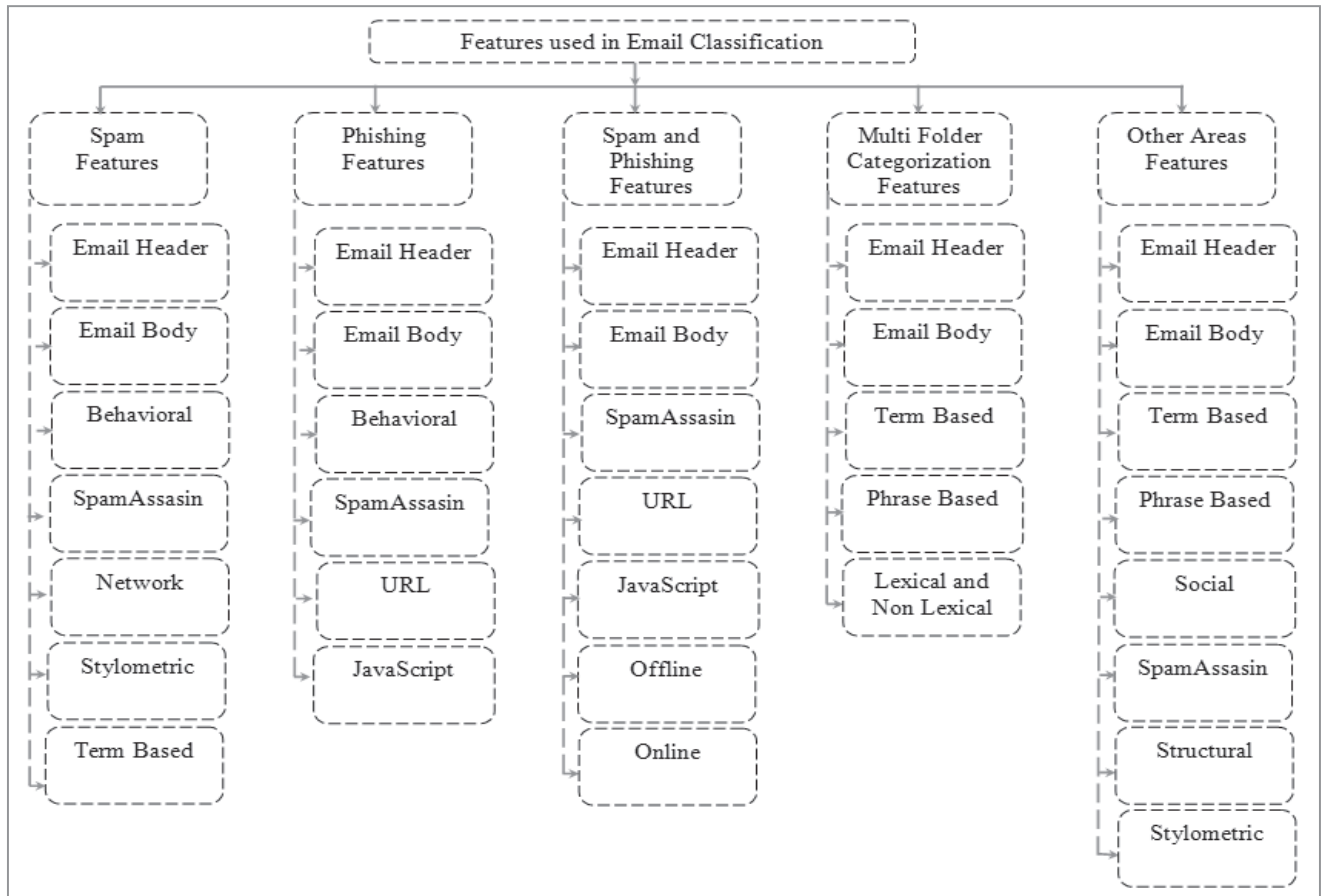 Features used in Email Classification
Spam
Features
Email Header
Email Body
Behavioral
SpamAssasin
Network
Stylometric
Term Based
Phishing
Features
Email Header
Email Body
Behavioral
SpamAssasin
URL
JavaScript
Spam and
Phishing
Features
Email Header
Email Body
SpamAssasin
URL
JavaScript
Offline
Online
Multi Folder
Categorization
Features
Email Header
Email Body
Term Based
Phrase Based
Lexical and
Non Lexical
Other Areas
Features
Email Header
Email Body
Term Based
Phrase Based
Social
SpamAssasin
Structural
Stylometric